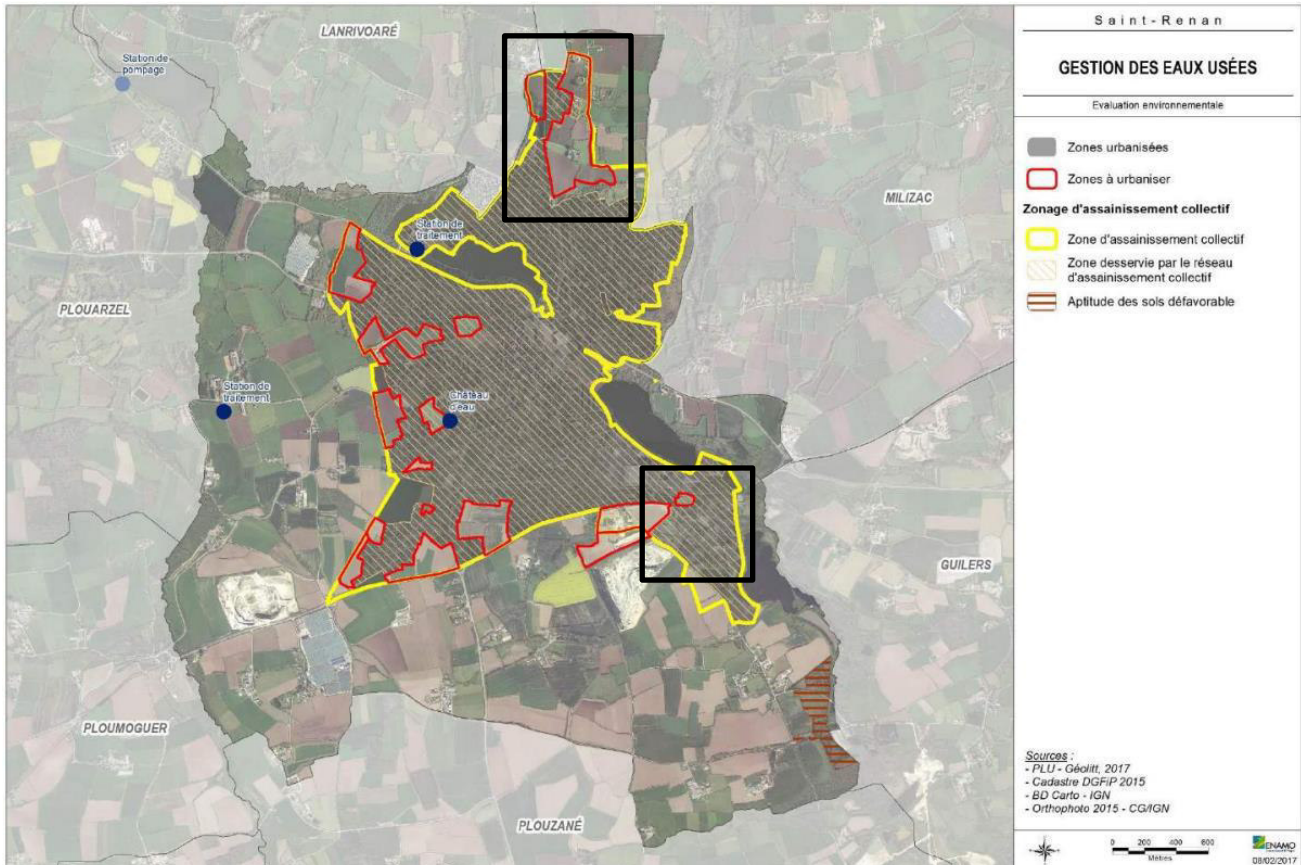 LANRIVOARÉ
Station de
pompage
MILIZAC
Station de
traitement
PLOUARZEL
Station de
traitement
Château
d'eau
GUILERS
PLOUMOGUER
PLOUZANÉ
Saint-Renan
GESTION DES EAUX USÉES
Evaluation environnementale
Zones urbanisées
Zones à urbaniser
Zonage d'assainissement collectif
Zone d'assainissement collectif
Zone desservie par le réseau
d'assainissement collectif
Aptitude des sols défavorable
Sources :
- PLU - Géolitt, 2017
- Cadastre DGFiP 2015
- BD Carto - IGN
- Orthophoto 2015 - CG/IGN
0 200 400 600
Mètres
ENAMO
08/02/2017